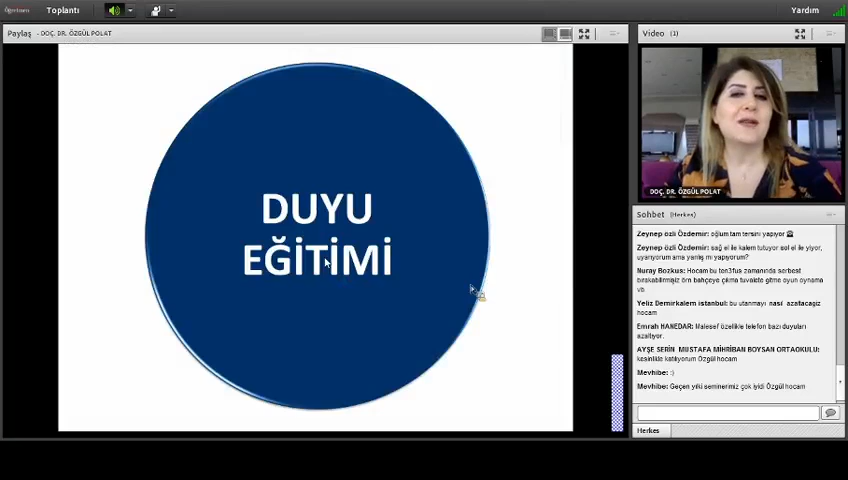 Öğretmen Toplantı Yardım
Paylaş - DOÇ. DR. ÖZGÜL POLAT
DUYU
EĞİTİMİ
Video (1)
DOÇ. DR. ÖZGÜL POLAT
Sohbet (Herkes)
Zeynep özli Özdemir: oğlum tam tersini yapıyor
Zeynep özli Özdemir: sağ el ile kalem tutuyor sol el ile yiyor,
uyarıyorum ama yanlış mı yapıyorum?
Nuray Bozkus: Hocam bu ten3fus zamanında serbest
bırakabilirmişiz örn bahçeye çıkma tuvalete gitme oyun oynama
vb
Yeliz Demirkalem istanbul: bu utanmayı nasıl azatacagiz
hocam
Emrah HANEDAR: Malesef özellikle telefon bazı duyuları
azaltıyor.
AYŞE SERİN MUSTAFA MİHRİBAN BOYSAN ORTAOKULU:
kesinlikle katılıyorum Özgül hocam
Mevhibe: :)
Mevhibe: Geçen yılki seminerimiz çok iyidi Özgül hocam
Herkes